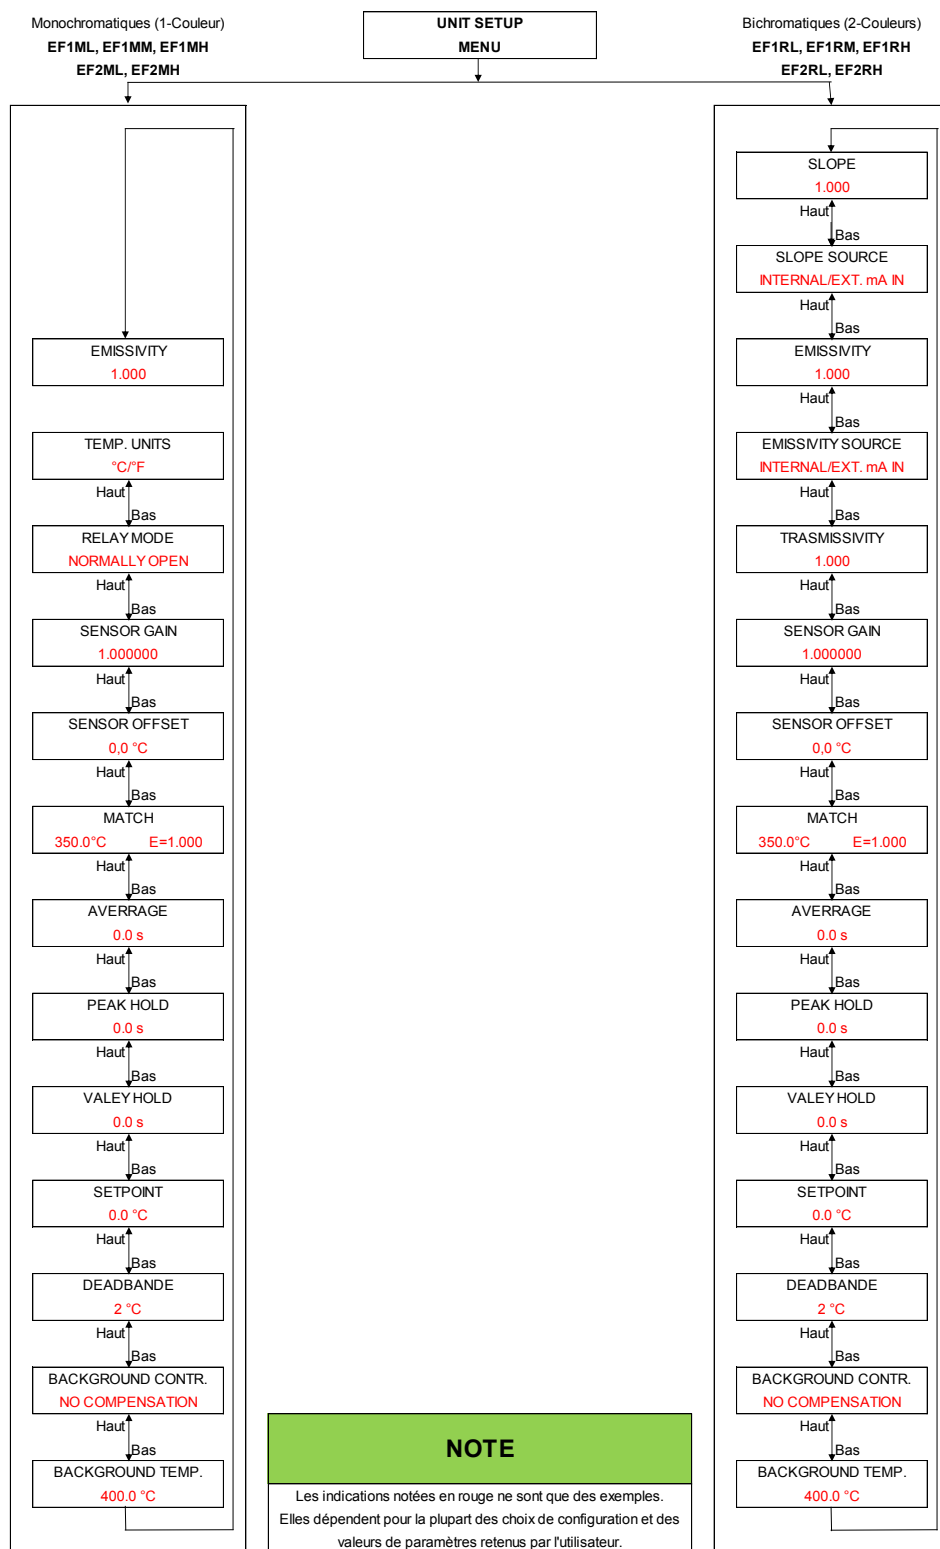 Monochromatiques (1-Couleur)
EF1ML, EF1MM, EF1MH
EF2ML, EF2MH
UNIT SETUP
MENU
Bichromatiques (2-Couleurs)
EF1RL, EF1RM, EF1RH
EF2RL, EF2RH
EMISSIVITY
1.000
TEMP. UNITS
°C/°F
Haut
Bas
RELAY MODE
NORMALLY OPEN
Haut
Bas
SENSOR GAIN
1.000000
Haut
Bas
SENSOR OFFSET
0,0 °C
Haut
Bas
MATCH
350.0°C E=1.000
Haut
Bas
AVERRAGE
0.0 s
Haut
Bas
PEAK HOLD
0.0 s
Haut
Bas
VALEY HOLD
0.0 s
Haut
Bas
SETPOINT
0.0 °C
Haut
Bas
DEADBANDE
2 °C
Haut
Bas
BACKGROUND CONTR.
NO COMPENSATION
Haut
Bas
BACKGROUND TEMP.
400.0 °C
SLOPE
1.000
Haut
Bas
SLOPE SOURCE
INTERNAL/EXT. mA IN
Haut
Bas
EMISSIVITY
1.000
Haut
Bas
EMISSIVITY SOURCE
INTERNAL/EXT. mA IN
Haut
Bas
TRASMISSIVITY
1.000
Haut
Bas
SENSOR GAIN
1.000000
Haut
Bas
SENSOR OFFSET
0,0 °C
Haut
Bas
MATCH
350.0°C E=1.000
Haut
Bas
AVERRAGE
0.0 s
Haut
Bas
PEAK HOLD
0.0 s
Haut
Bas
VALEY HOLD
0.0 s
Haut
Bas
SETPOINT
0.0 °C
Haut
Bas
DEADBANDE
2 °C
Haut
Bas
BACKGROUND CONTR.
NO COMPENSATION
Haut
Bas
BACKGROUND TEMP.
400.0 °C
NOTE
Les indications notées en rouge ne sont que des exemples.
Elles dépendent pour la plupart des choix de configuration et des
valeurs de paramètres retenus par l'utilisateur.